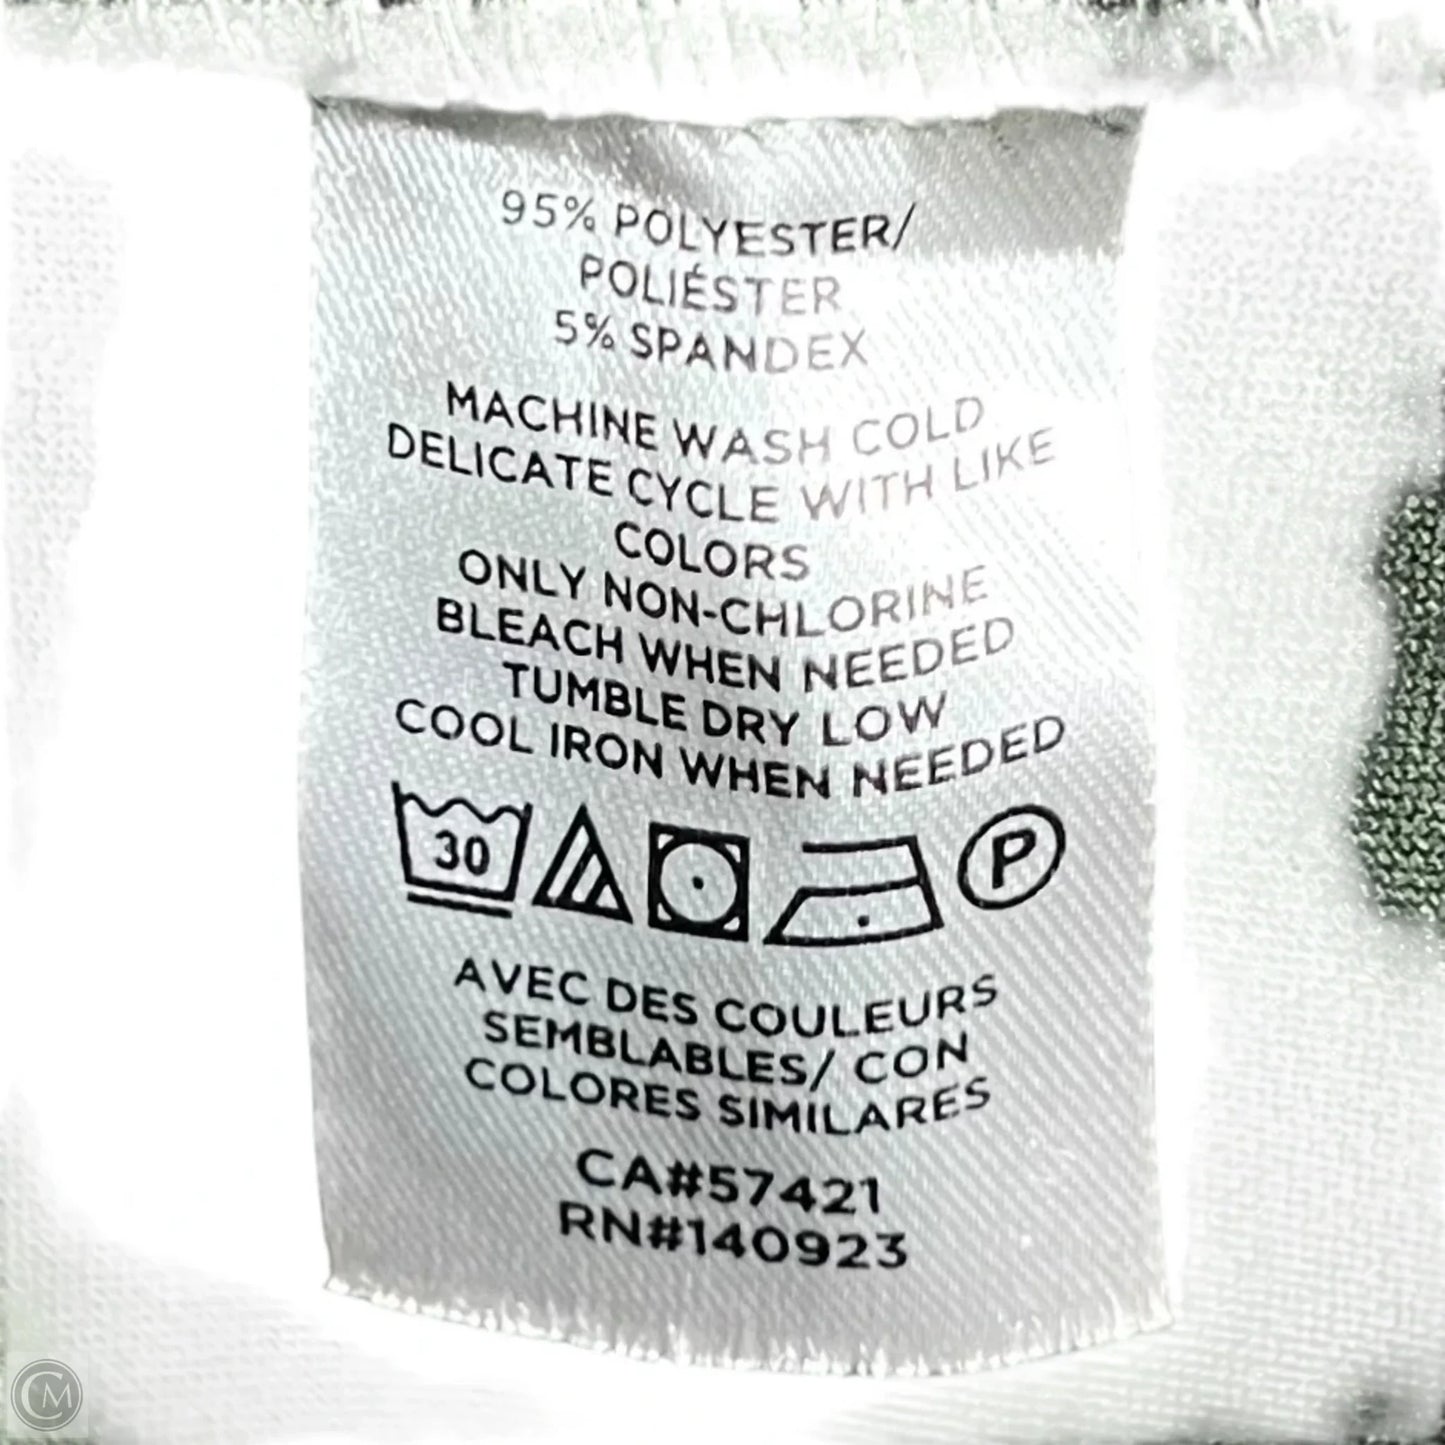 95% POLYESTER/
POLIÉSTER
5% SPANDEX
MACHINE WASH COLD
DELICATE CYCLE WITH LIKE
COLORS
ONLY NON-CHLORINE
BLEACH WHEN NEEDED
TUMBLE DRY LOW
COOL IRON WHEN NEEDED
30 P
AVEC DES COULEURS
SEMBLABLES/ CON
COLORES SIMILARES
CA#57421
RN#140923
CM